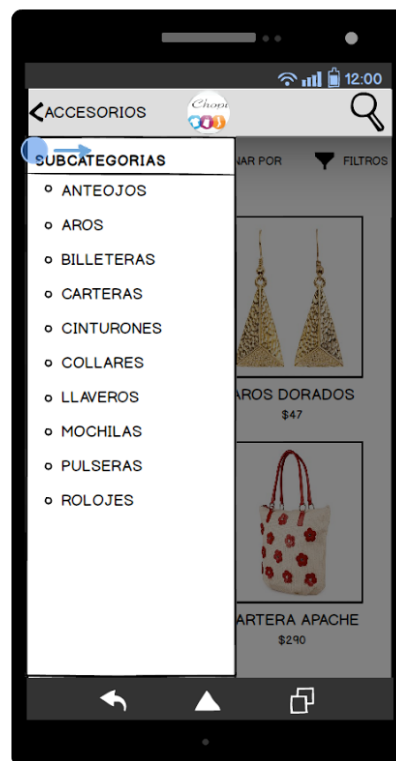 12:00
ACCESORIOS
Chopi
SUBCATEGORIAS
NAR POR
FILTROS
ANTEOJOS
AROS
BILLETERAS
CARTERAS
CINTURONES
COLLARES
LLAVEROS
MOCHILAS
PULSERAS
ROLOJES
AROS DORADOS
$47
ARTERA APACHE
$290